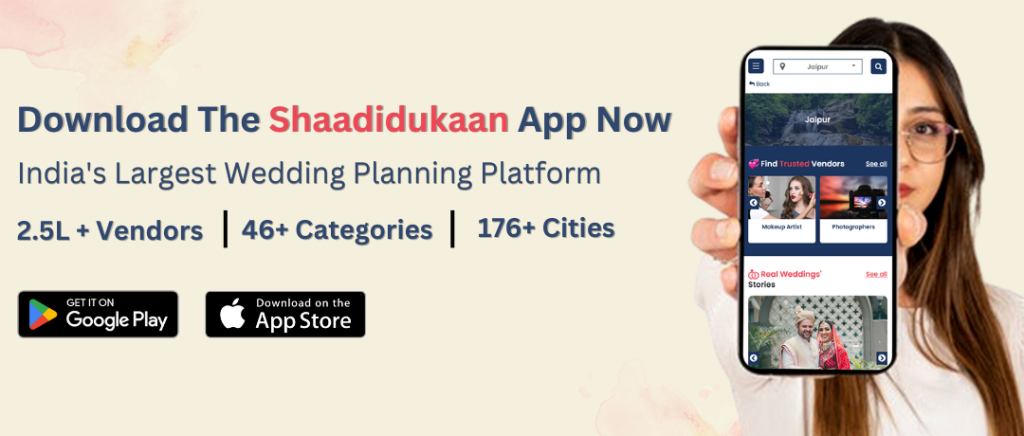 Download The Shaadidukaan App Now
India's Largest Wedding Planning Platform
2.5L + Vendors | 46+ Categories | 176+ Cities
GET IT ON
Google Play
Download on the
App Store
Jaipur
Back
Jaipur
Find Trusted Vendors See all
Makeup Artist Photographers
Real Weddings' See all
Stories